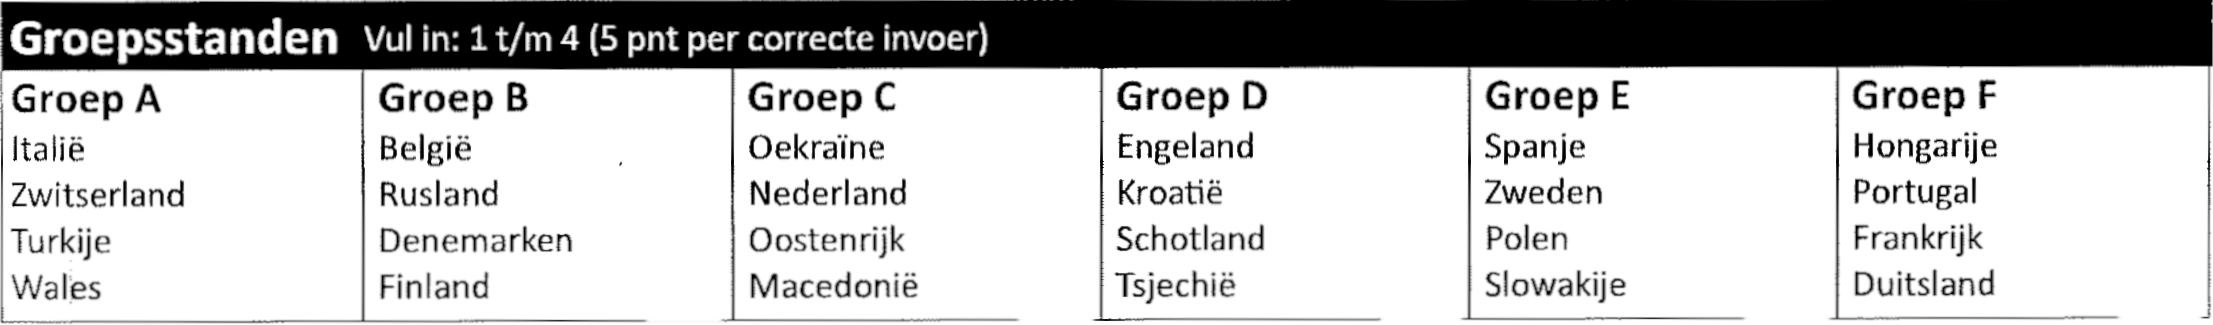 Groepsstanden Vul in: 1 t/m 4 (5 pnt per correcte invoer)
Groep A
Italië
Zwitserland
Turkije
Wales
Groep B
België
Rusland
Denemarken
Finland
Groep C
Oekraïne
Nederland
Oostenrijk
Macedonië
Groep D
Engeland
Kroatië
Schotland
Tsjechië
Groep E
Spanje
Zweden
Polen
Slowakije
Groep F
Hongarije
Portugal
Frankrijk
Duitsland